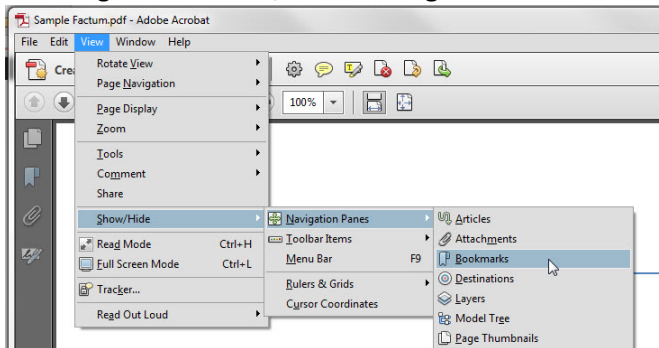 Sample Factum.pdf - Adobe Acrobat
File Edit View Window Help
Rotate View
Page Navigation
100%
Page Display
Zoom
Tools
Comment
Share
Show/Hide
Read Mode Ctrl+H
Full Screen Mode Ctrl+L
Tracker...
Read Out Loud
Navigation Panes
Toolbar Items
Menu Bar F9
Rulers & Grids
Cursor Coordinates
Articles
Attachments
Bookmarks
Destinations
Layers
Model Tree
Page Thumbnails